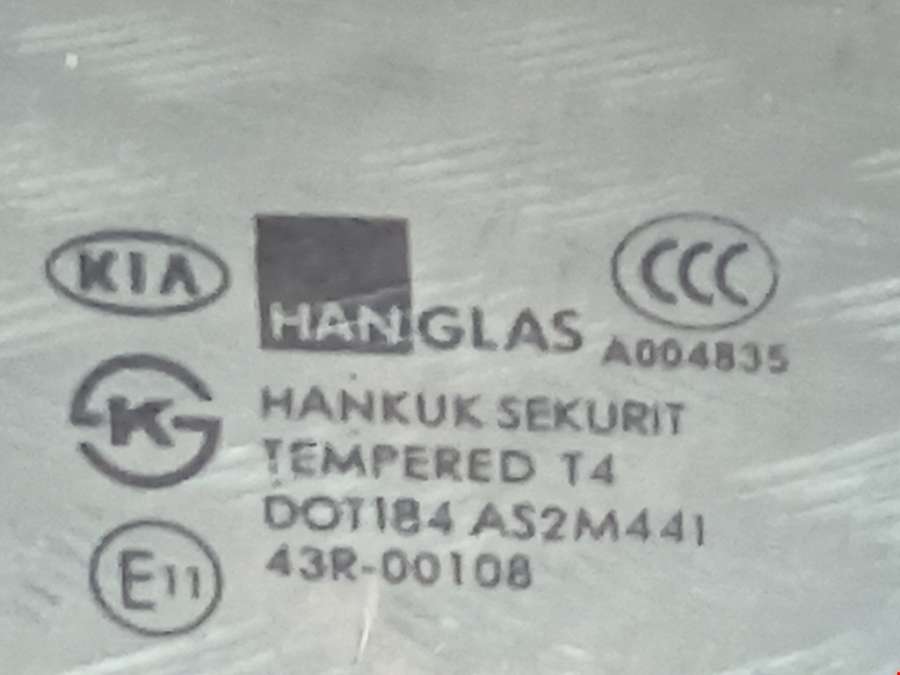 KIA
HANGLAS
CCC
A004835
K
HANKUK SEKURIT
TEMPERED T4
DOT184 AS2M441
E11
43R-00108